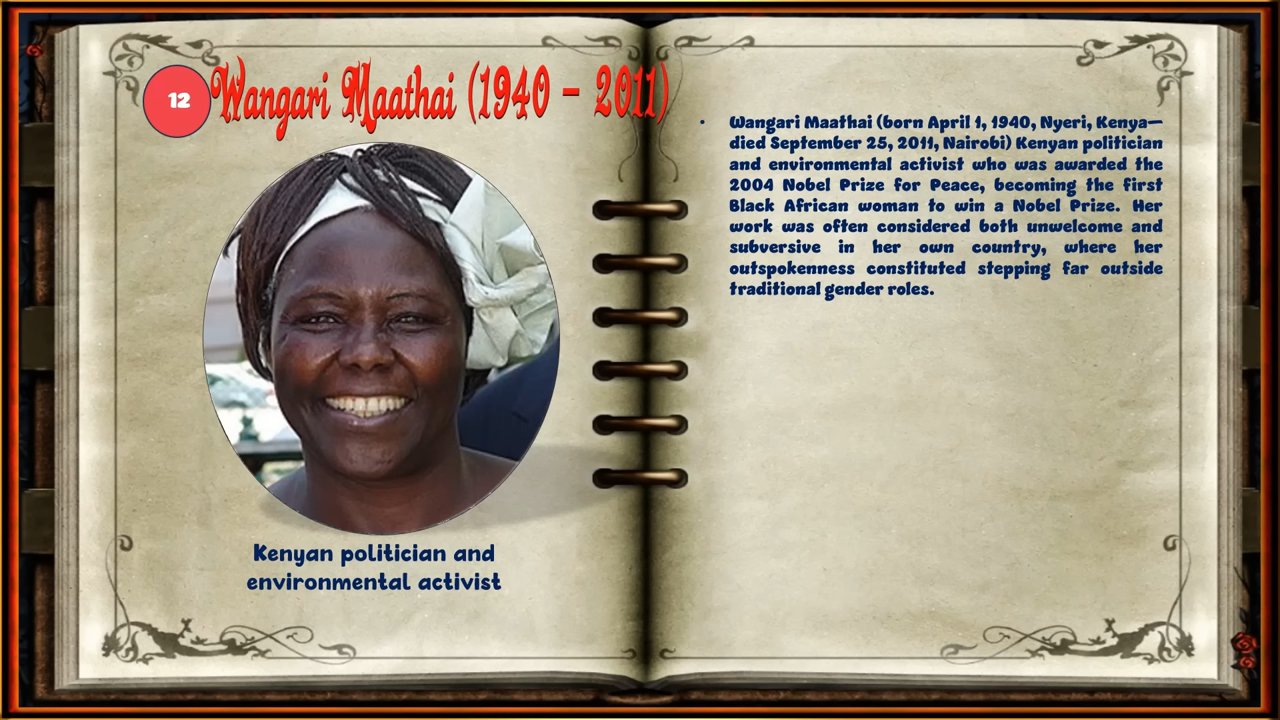 12
Wangari Maathai (1940 – 2011)
Kenyan politician and
environmental activist
• Wangari Maathai (born April 1, 1940, Nyeri, Kenya—
died September 25, 2011, Nairobi) Kenyan politician
and environmental activist who was awarded the
2004 Nobel Prize for Peace, becoming the first
Black African woman to win a Nobel Prize. Her
work was often considered both unwelcome and
subversive in her own country, where her
outspokenness constituted stepping far outside
traditional gender roles.